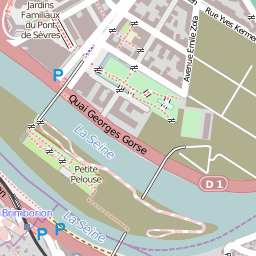 Jardins
Familiaux
du Pont
de Sèvres
Rue Yves Kermen
Avenue Émile Zola
P
Quai Georges Gorse
La Seine
Petite
Pelouse
D 1
Brimborion
La Seine
P
P